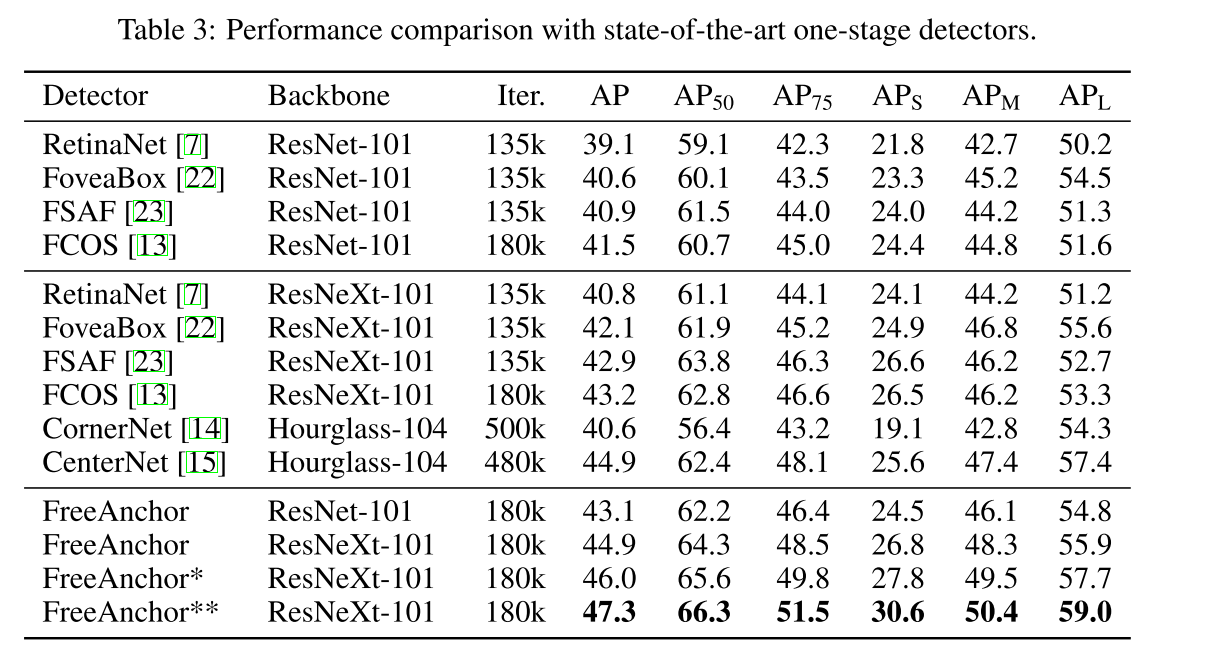 Table 3: Performance comparison with state-of-the-art one-stage detectors.
Detector Backbone Iter. AP AP50 AP75 APS APM APL
RetinaNet [7] ResNet-101 135k 39.1 59.1 42.3 21.8 42.7 50.2
FoveaBox [22] ResNet-101 135k 40.6 60.1 43.5 23.3 45.2 54.5
FSAF [23] ResNet-101 135k 40.9 61.5 44.0 24.0 44.2 51.3
FCOS [13] ResNet-101 180k 41.5 60.7 45.0 24.4 44.8 51.6
RetinaNet [7] ResNeXt-101 135k 40.8 61.1 44.1 24.1 44.2 51.2
FoveaBox [22] ResNeXt-101 135k 42.1 61.9 45.2 24.9 46.8 55.6
FSAF [23] ResNeXt-101 135k 42.9 63.8 46.3 26.6 46.2 52.7
FCOS [13] ResNeXt-101 180k 43.2 62.8 46.6 26.5 46.2 53.3
CornerNet [14] Hourglass-104 500k 40.6 56.4 43.2 19.1 42.8 54.3
CenterNet [15] Hourglass-104 480k 44.9 62.4 48.1 25.6 47.4 57.4
FreeAnchor ResNet-101 180k 43.1 62.2 46.4 24.5 46.1 54.8
FreeAnchor ResNeXt-101 180k 44.9 64.3 48.5 26.8 48.3 55.9
FreeAnchor* ResNeXt-101 180k 46.0 65.6 49.8 27.8 49.5 57.7
FreeAnchor** ResNeXt-101 180k 47.3 66.3 51.5 30.6 50.4 59.0